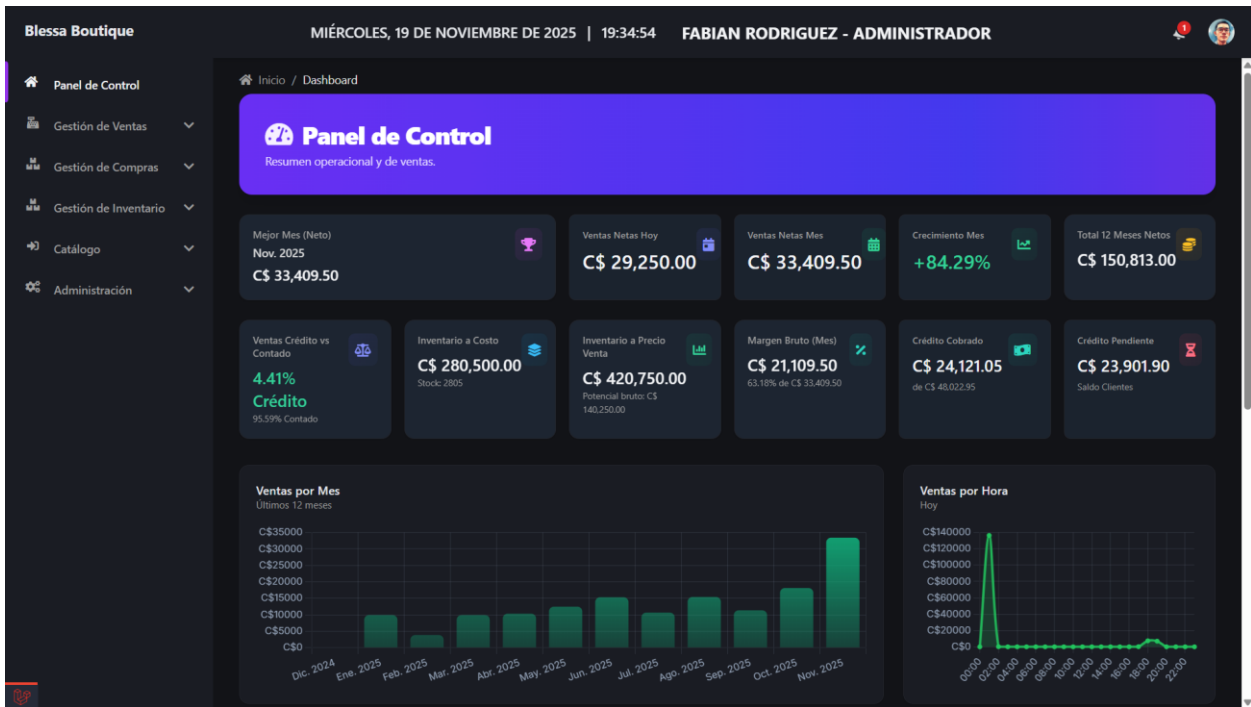 Blessa Boutique
MIÉRCOLES, 19 DE NOVIEMBRE DE 2025 | 19:34:54 FABIAN RODRIGUEZ - ADMINISTRADOR
1
Panel de Control
Gestión de Ventas
Gestión de Compras
Gestión de Inventario
Catálogo
Administración
Inicio / Dashboard
Panel de Control
Resumen operacional y de ventas.
Mejor Mes (Neto)
Nov. 2025
C$ 33,409.50
Ventas Netas Hoy
C$ 29,250.00
Ventas Netas Mes
C$ 33,409.50
Crecimiento Mes
+84.29%
Total 12 Meses Netos
C$ 150,813.00
Ventas Crédito vs
Contado
4.41%
Crédito
95.59% Contado
Inventario a Costo
C$ 280,500.00
Stock: 2805
Inventario a Precio
Venta
C$ 420,750.00
Potencial bruto: C$
140,250.00
Margen Bruto (Mes)
C$ 21,109.50
63.18% de C$ 33,409.50
Crédito Cobrado
C$ 24,121.05
de C$ 48,022.95
Crédito Pendiente
C$ 23,901.90
Saldo Clientes
Ventas por Mes
Últimos 12 meses
C$35000
C$30000
C$25000
C$20000
C$15000
C$10000
C$5000
C$0
Dic. 2024 Ene. 2025 Feb. 2025 Mar. 2025 Abr. 2025 May. 2025 Jun. 2025 Jul. 2025 Ago. 2025 Sep. 2025 Oct. 2025 Nov. 2025
Ventas por Hora
Hoy
C$140000
C$120000
C$100000
C$80000
C$60000
C$40000
C$20000
C$0
00:00 02:00 04:00 06:00 08:00 10:00 12:00 14:00 16:00 18:00 20:00 22:00